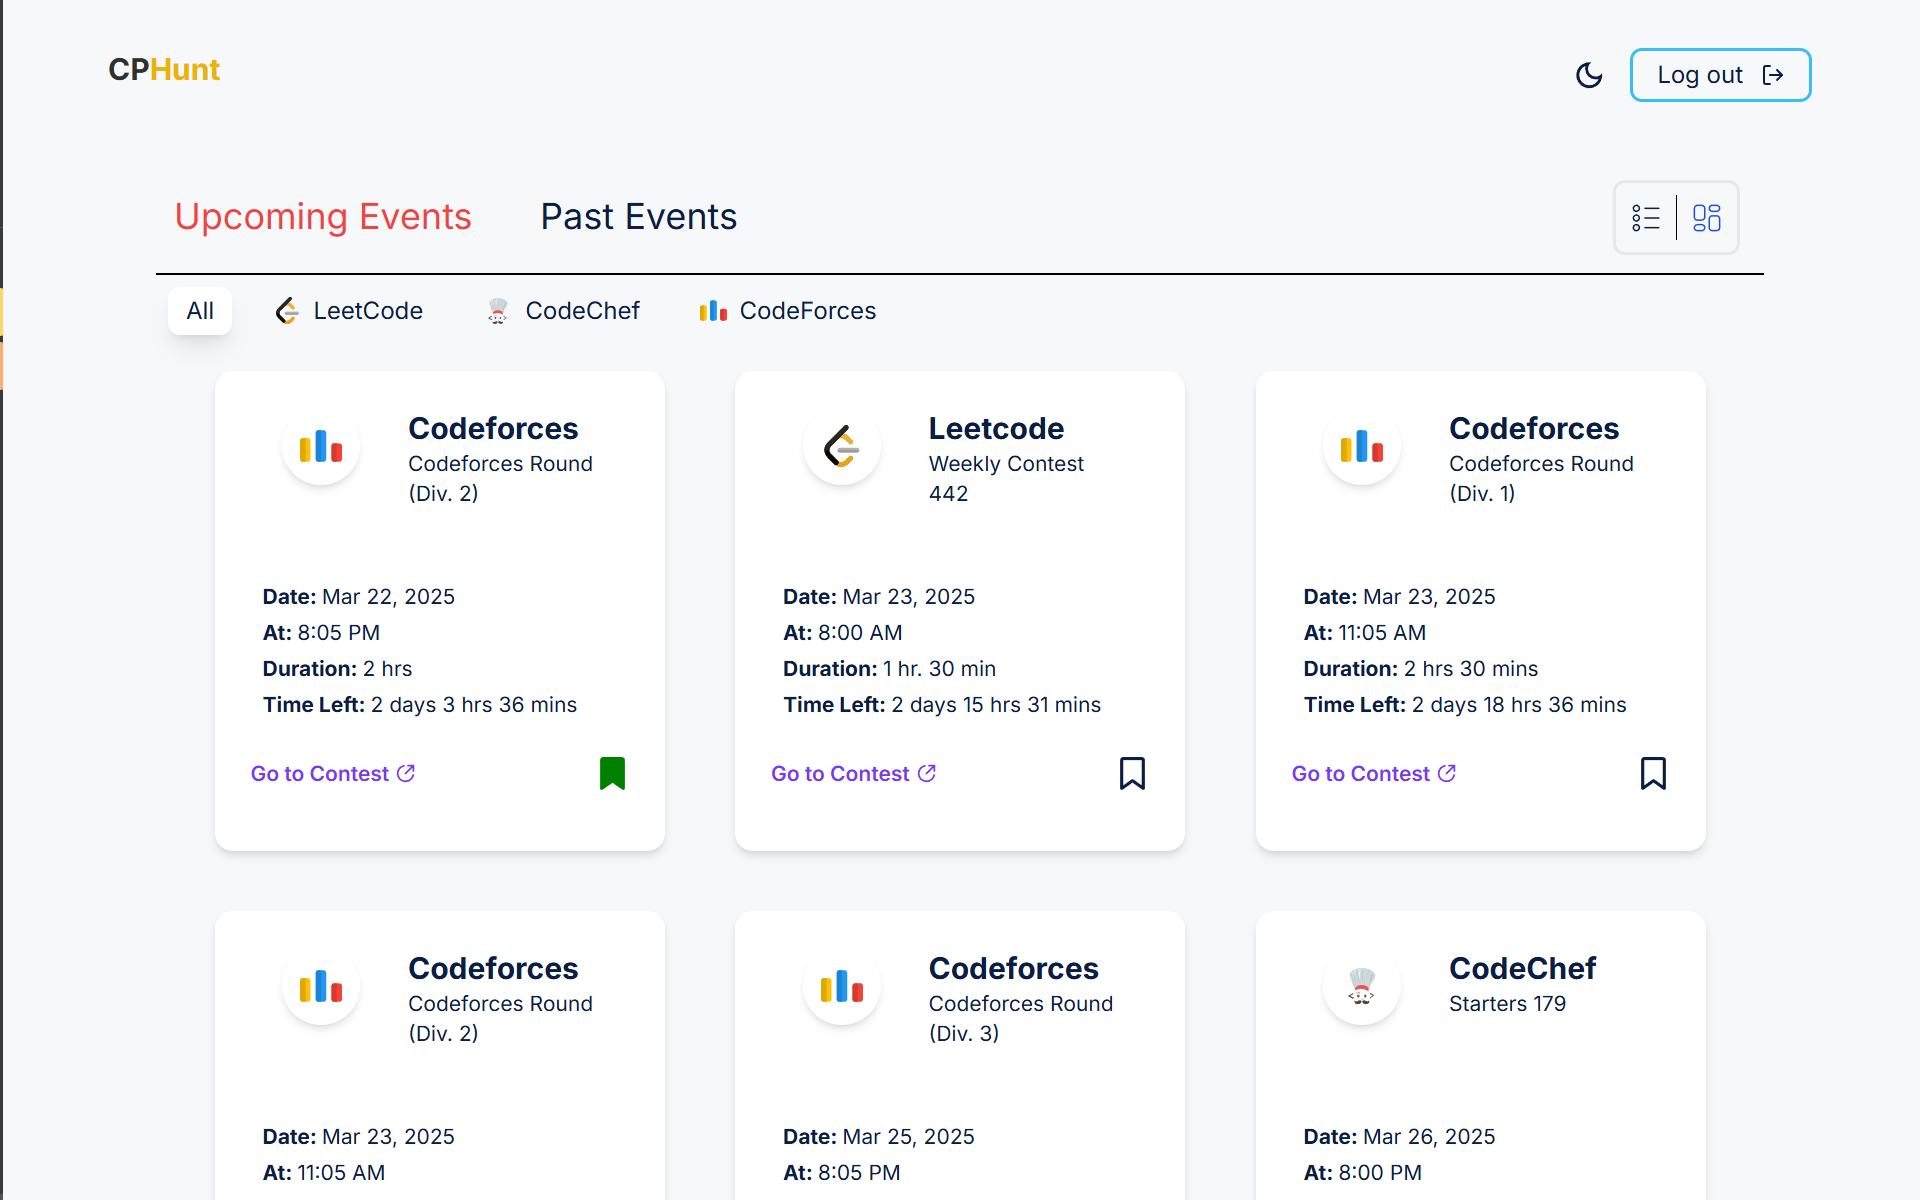 CPHunt
Log out
Upcoming Events
Past Events
All
LeetCode
CodeChef
CodeForces
Codeforces
Codeforces Round
(Div. 2)
Date: Mar 22, 2025
At: 8:05 PM
Duration: 2 hrs
Time Left: 2 days 3 hrs 36 mins
Go to Contest
Leetcode
Weekly Contest
442
Date: Mar 23, 2025
At: 8:00 AM
Duration: 1 hr. 30 min
Time Left: 2 days 15 hrs 31 mins
Go to Contest
Codeforces
Codeforces Round
(Div. 1)
Date: Mar 23, 2025
At: 11:05 AM
Duration: 2 hrs 30 mins
Time Left: 2 days 18 hrs 36 mins
Go to Contest
Codeforces
Codeforces Round
(Div. 2)
Date: Mar 23, 2025
At: 11:05 AM
Codeforces
Codeforces Round
(Div. 3)
Date: Mar 25, 2025
At: 8:05 PM
CodeChef
Starters 179
Date: Mar 26, 2025
At: 8:00 PM